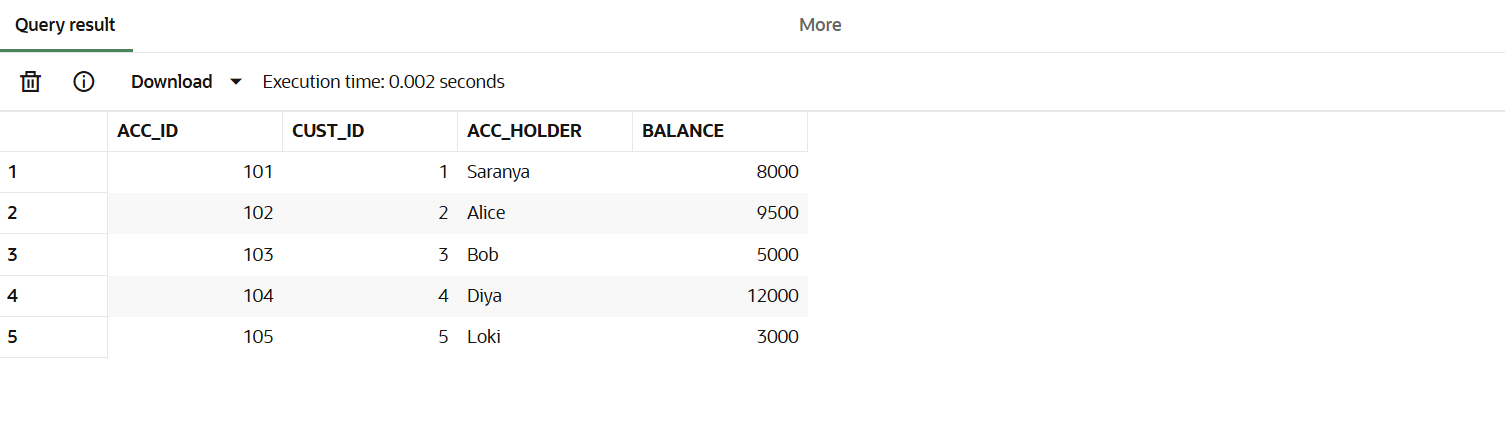 Query result More
Download Execution time: 0.002 seconds
ACC_ID CUST_ID ACC_HOLDER BALANCE
1 101 1 Saranya 8000
2 102 2 Alice 9500
3 103 3 Bob 5000
4 104 4 Diya 12000
5 105 5 Loki 3000